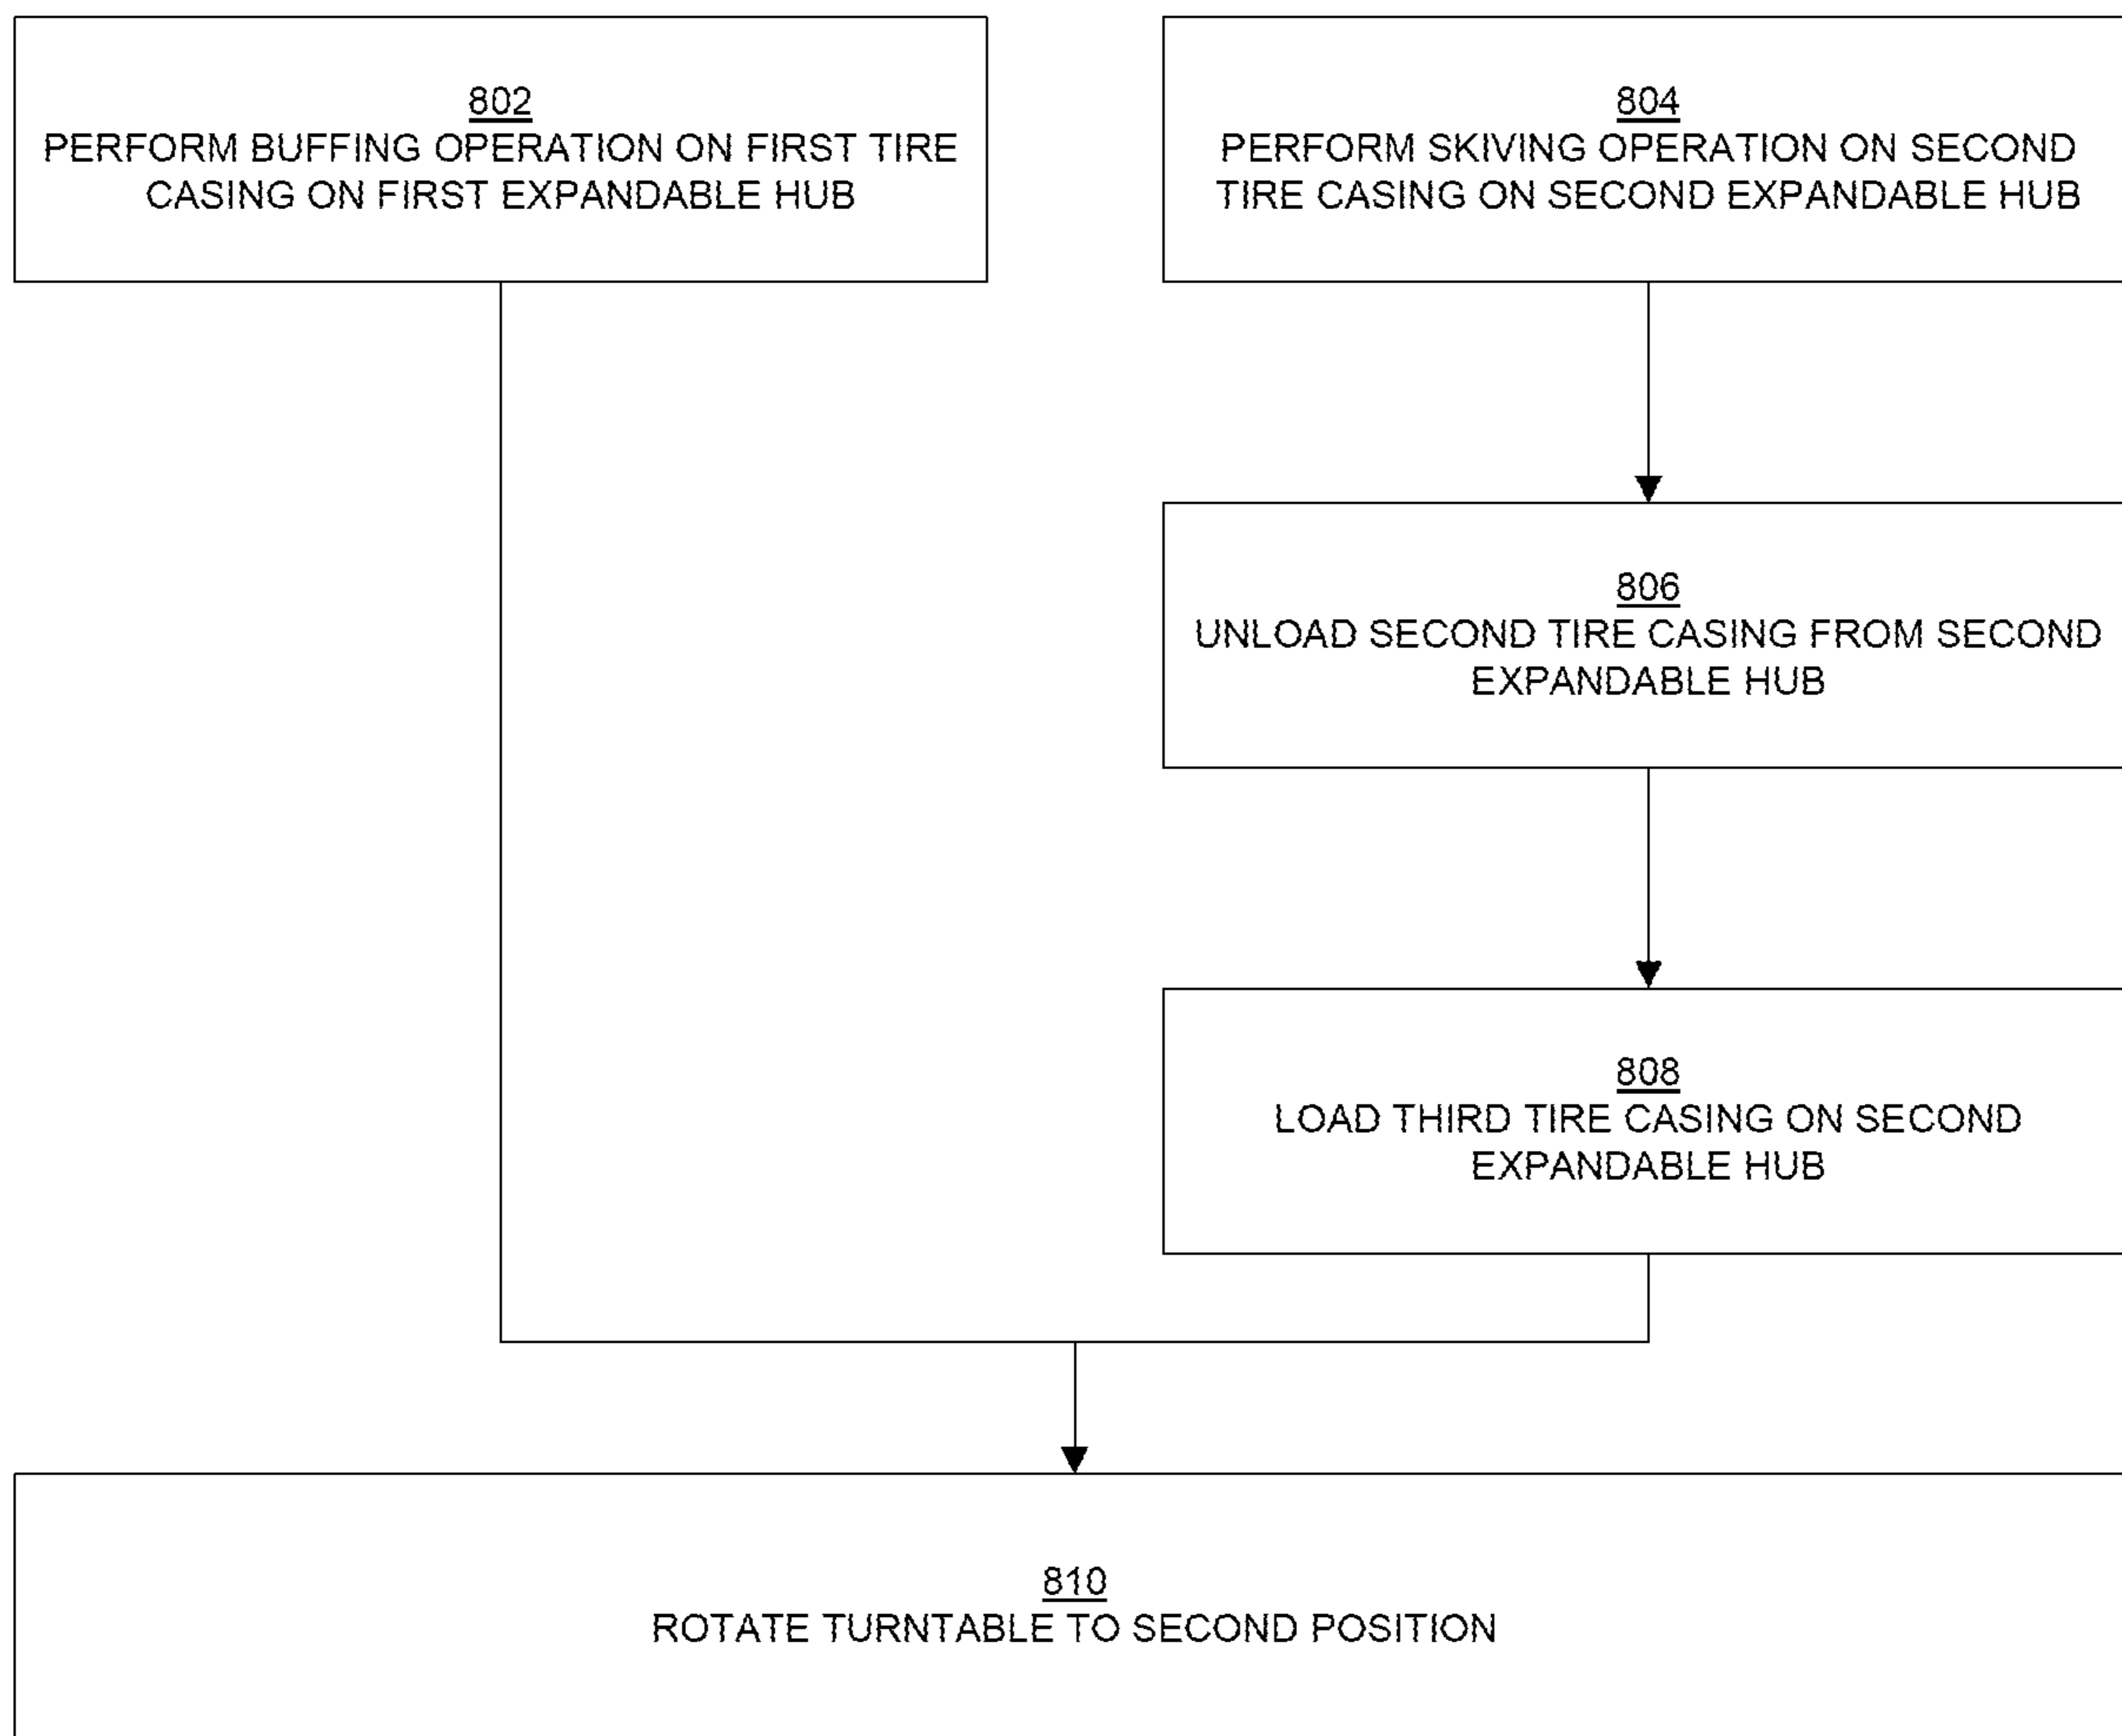 802
PERFORM BUFFING OPERATION ON FIRST TIRE
CASING ON FIRST EXPANDABLE HUB
804
PERFORM SKIVING OPERATION ON SECOND
TIRE CASING ON SECOND EXPANDABLE HUB
806
UNLOAD SECOND TIRE CASING FROM SECOND
EXPANDABLE HUB
808
LOAD THIRD TIRE CASING ON SECOND
EXPANDABLE HUB
810
ROTATE TURNTABLE TO SECOND POSITION